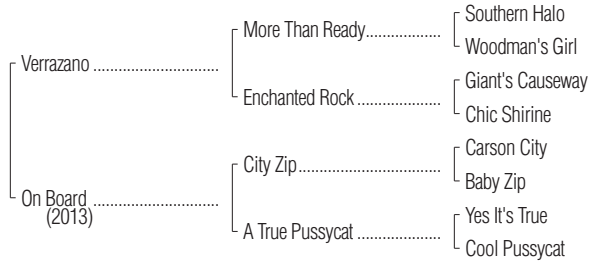 Southern Halo
More Than Ready....................
Woodman's Girl
Verrazano ................................
Giant's Causeway
Enchanted Rock .....................
Chic Shirine
Carson City
City Zip.....................................
Baby Zip
On Board ................................
(2013)
Yes It's True
A True Pussycat .....................
Cool Pussycat